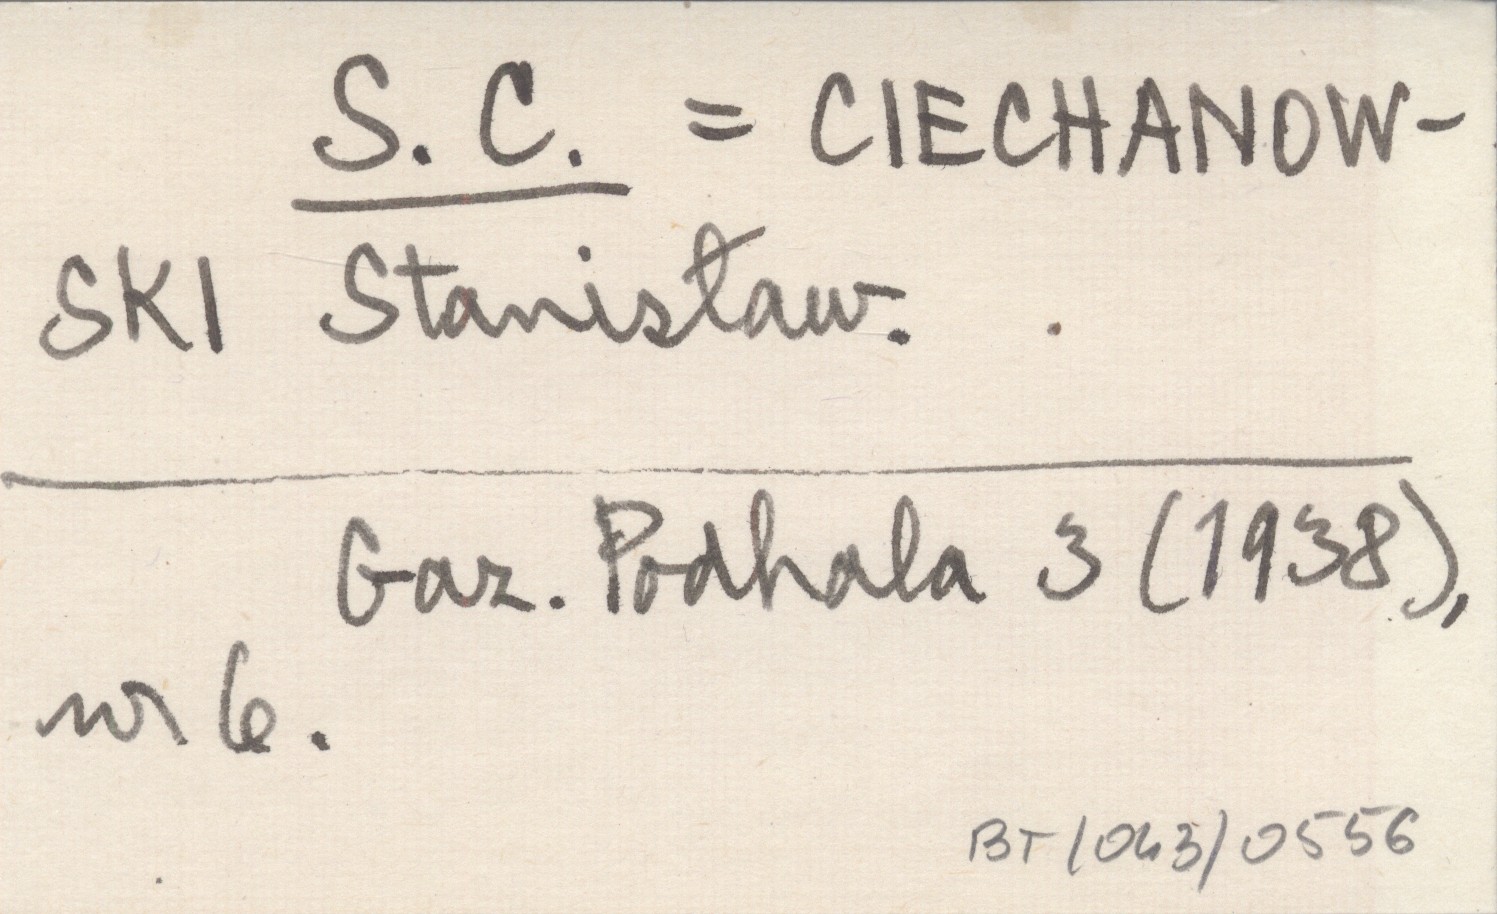 S. C. = CIECHANOW-
SKI Stanisław.
Gaz. Podhala 3 (1938),
nr 6.
BT/043/0556